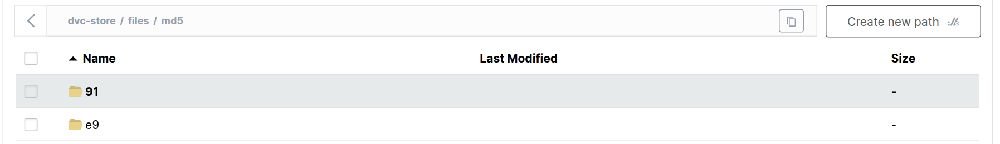 dvc-store / files / md5
Create new path
Name Last Modified Size
91 -
e9 -